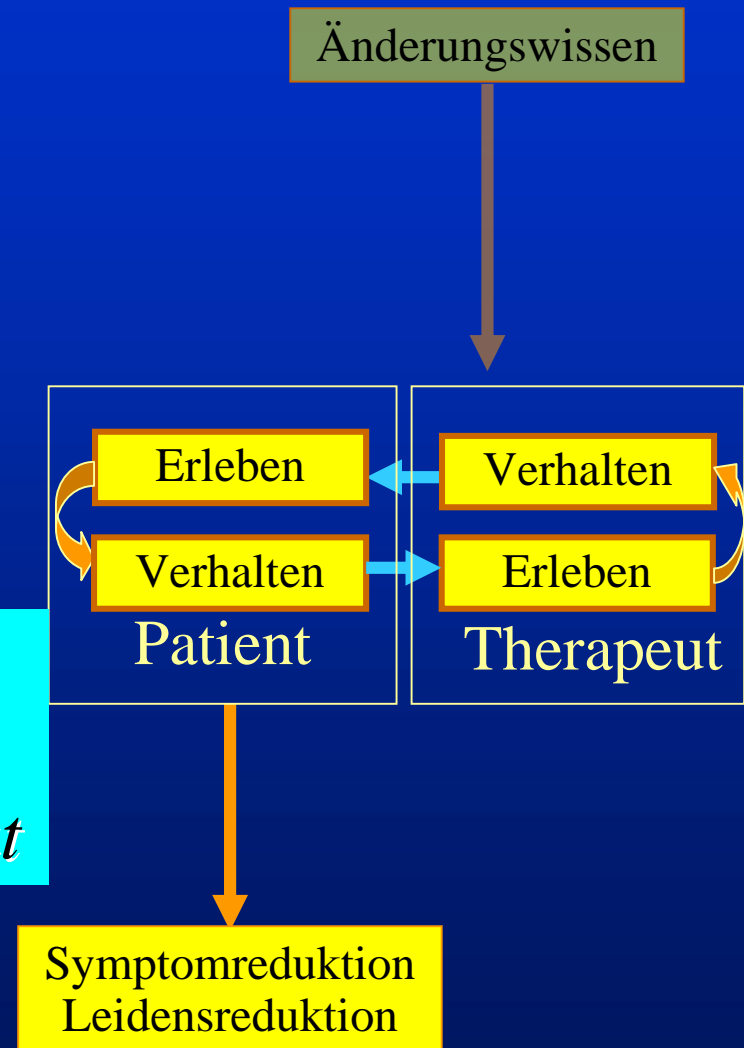 Änderungswissen
Erleben
Verhalten
Verhalten
Erleben
Patient
Therapeut
t
Symptomreduktion
Leidensreduktion